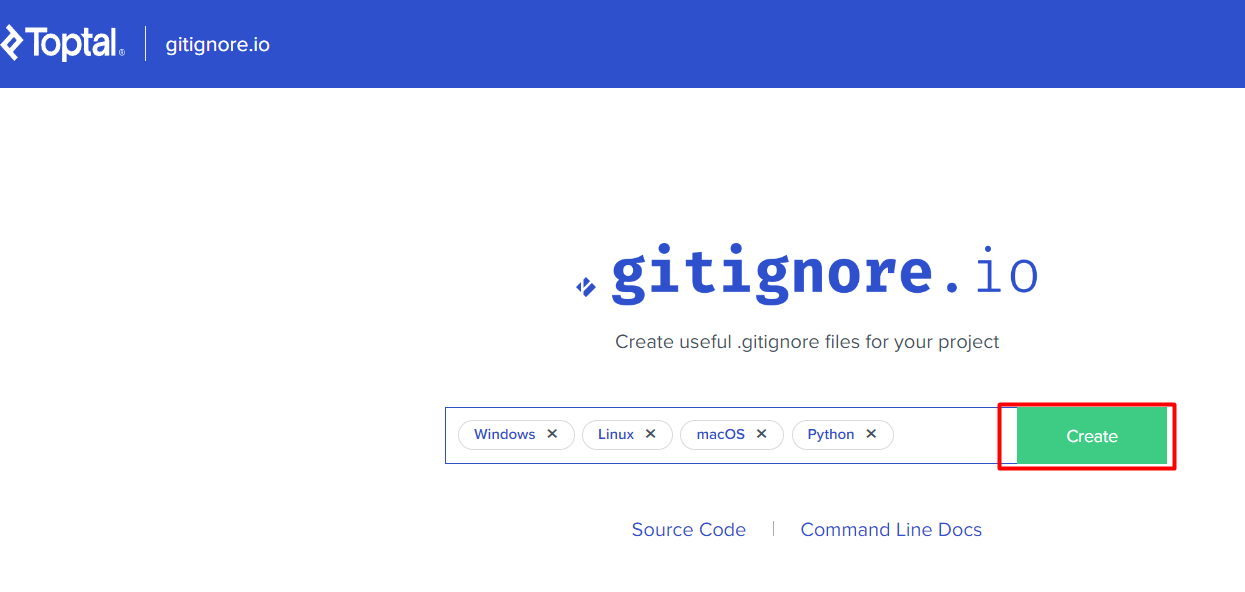 Toptal® gitignore.io
.gitignore.io
Create useful .gitignore files for your project
Windows × Linux × macOS × Python × Create
Source Code | Command Line Docs